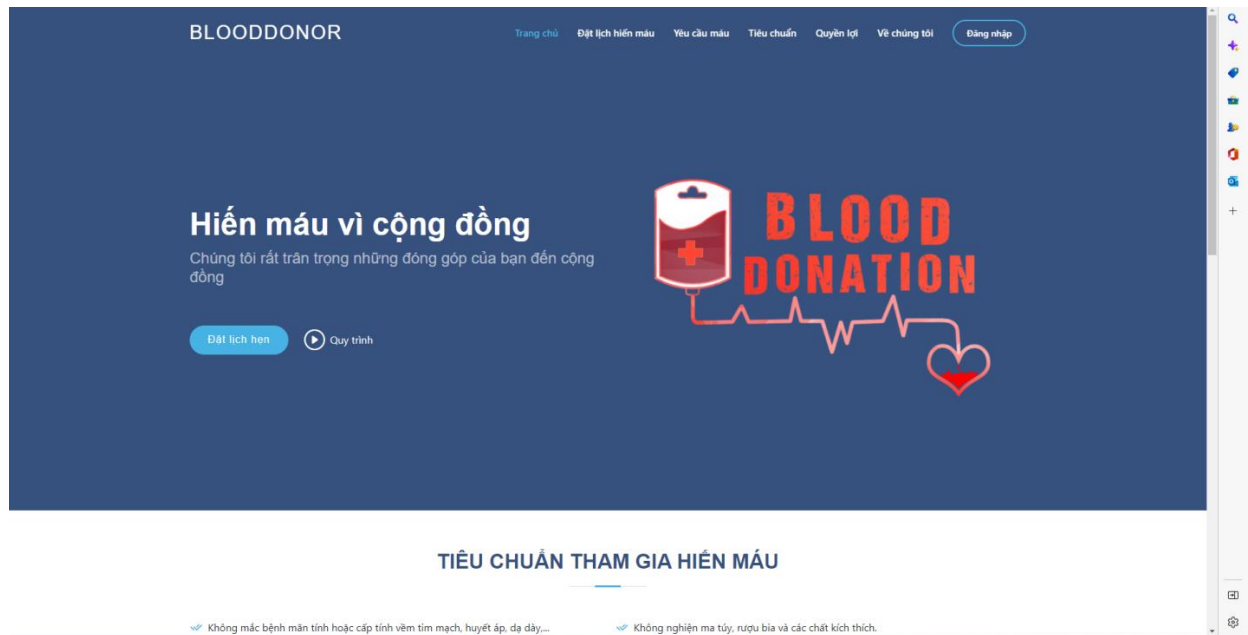 BLOODDONOR
Trang chủ Đặt lịch hiến máu Yêu cầu máu Tiêu chuẩn Quyền lợi Về chúng tôi Đăng nhập
Hiến máu vì cộng đồng
Chúng tôi rất trân trọng những đóng góp của bạn đến cộng
đồng
BLOOD
DONATION
Đặt lịch hẹn Quy trình
TIÊU CHUẨN THAM GIA HIẾN MÁU
Không mắc bệnh mãn tính hoặc cấp tính vềm tim mạch, huyết áp, dạ dày,... Không nghiện ma túy, rượu bia và các chất kích thích.